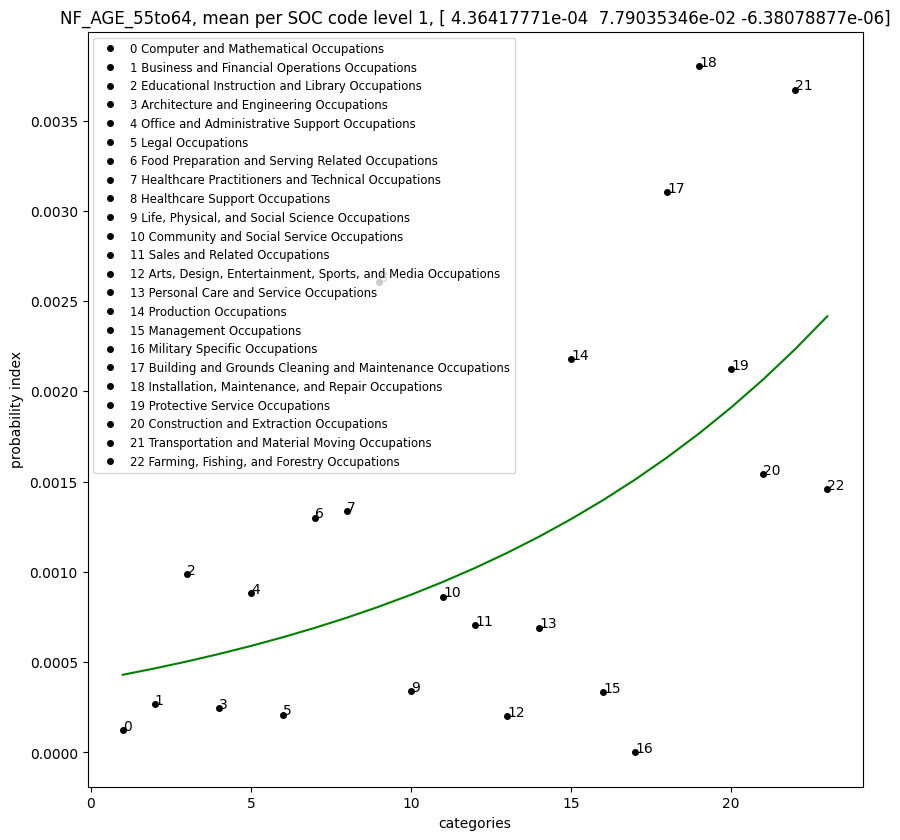 NF_AGE_55to64, mean per SOC code level 1, [ 4.36417771e-04  7.79035346e-02 -6.38078877e-06]
0 Computer and Mathematical Occupations
1 Business and Financial Operations Occupations
2 Educational Instruction and Library Occupations
3 Architecture and Engineering Occupations
4 Office and Administrative Support Occupations
5 Legal Occupations
6 Food Preparation and Serving Related Occupations
7 Healthcare Practitioners and Technical Occupations
8 Healthcare Support Occupations
9 Life, Physical, and Social Science Occupations
10 Community and Social Service Occupations
11 Sales and Related Occupations
12 Arts, Design, Entertainment, Sports, and Media Occupations
13 Personal Care and Service Occupations
14 Production Occupations
15 Management Occupations
16 Military Specific Occupations
17 Building and Grounds Cleaning and Maintenance Occupations
18 Installation, Maintenance, and Repair Occupations
19 Protective Service Occupations
20 Construction and Extraction Occupations
21 Transportation and Material Moving Occupations
22 Farming, Fishing, and Forestry Occupations
18
21
17
14
19
20
22
6
7
2
4
10
11
13
9
15
12
16
0
1
3
5
0.0035
0.0030
0.0025
0.0020
0.0015
0.0010
0.0005
0.0000
probability index
0
5
10
15
20
categories